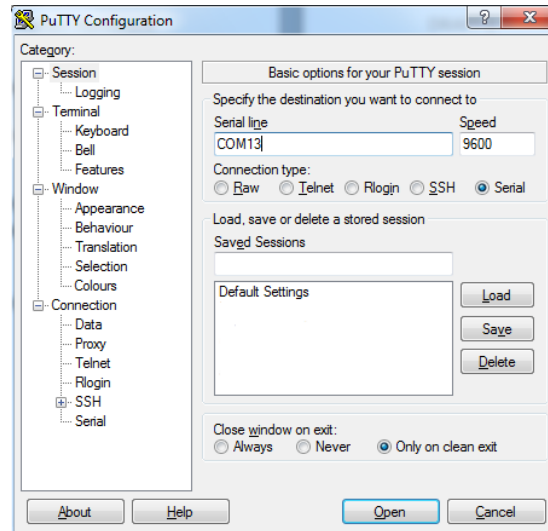 PuTTY Configuration
?
Category:
Session
Logging
Terminal
Keyboard
Bell
Features
Window
Appearance
Behaviour
Translation
Selection
Colours
Connection
Data
Proxy
Telnet
Rlogin
SSH
Serial
Basic options for your PuTTY session
Specify the destination you want to connect to
Serial line Speed
COM13 9600
Connection type:
Raw Telnet Rlogin SSH Serial
Load, save or delete a stored session
Saved Sessions
Default Settings
Load
Save
Delete
Close window on exit:
Always Never Only on clean exit
About Help Open Cancel